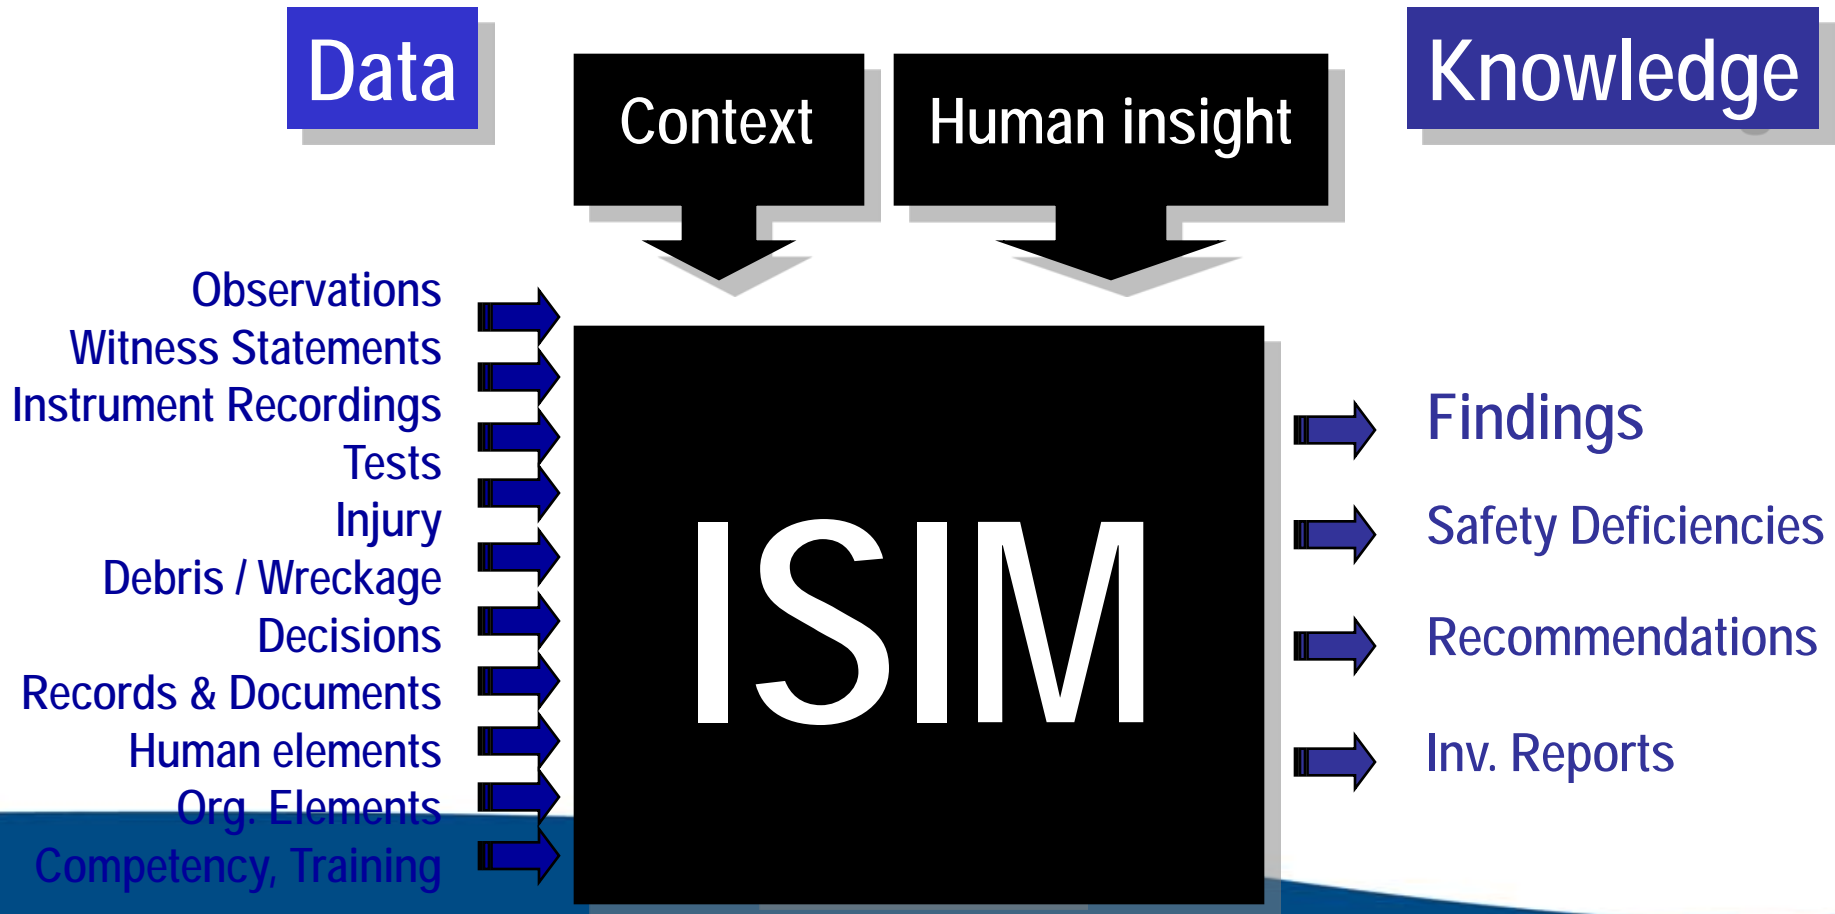 Data
Context
Human insight
Knowledge
Observations
Witness Statements
Instrument Recordings
Tests
Injury
Debris / Wreckage
Decisions
Records & Documents
Human elements
Org. Elements
Competency, Training
ISIM
Findings
Safety Deficiencies
Recommendations
Inv. Reports